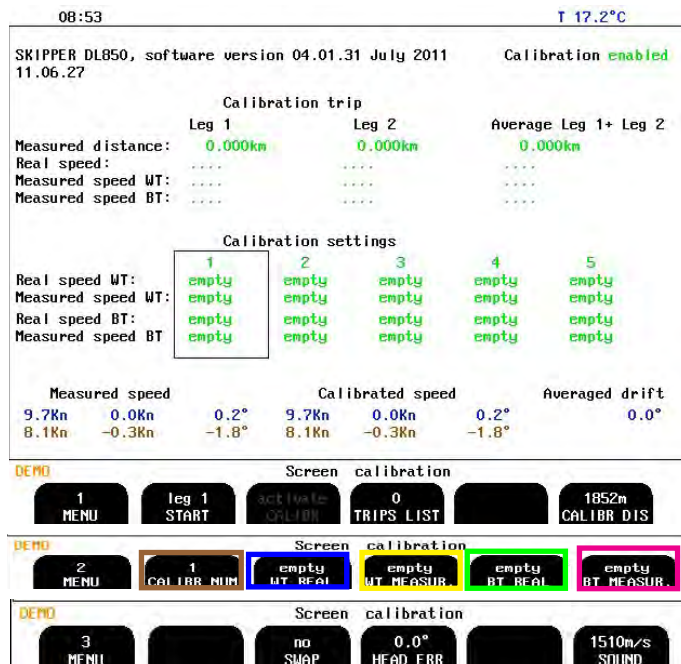 08:53 T 17.2°C
SKIPPER DL850, software version 04.01.31 July 2011 Calibration enabled
11.06.27
Calibration trip
Leg 1 Leg 2 Average Leg 1+ Leg 2
Measured distance: 0.000km 0.000km 0.000km
Real speed: .... .... ....
Measured speed WT: .... .... ....
Measured speed BT: .... .... ....
Calibration settings
1 2 3 4 5
Real speed WT: empty empty empty empty empty
Measured speed WT: empty empty empty empty empty
Real speed BT: empty empty empty empty empty
Measured speed BT empty empty empty empty empty
Measured speed Calibrated speed Averaged drift
9.7Kn 0.0Kn 0.2° 9.7Kn 0.0Kn 0.2° 0.0°
8.1Kn -0.3Kn -1.8° 8.1Kn -0.3Kn -1.8°
DEMO Screen calibration
1 leg 1 activate 0 1852m
MENU START TRIPS LIST CALIBR DIS
DEMO Screen calibration
2 1 empty empty empty empty
MENU CALIBR NUM WT REAL WT MEASUR. BT REAL BT MEASUR.
DEMO Screen calibration
3 no 0.0° 1510m/s
MENU SWAP HEAD ERR SOUND